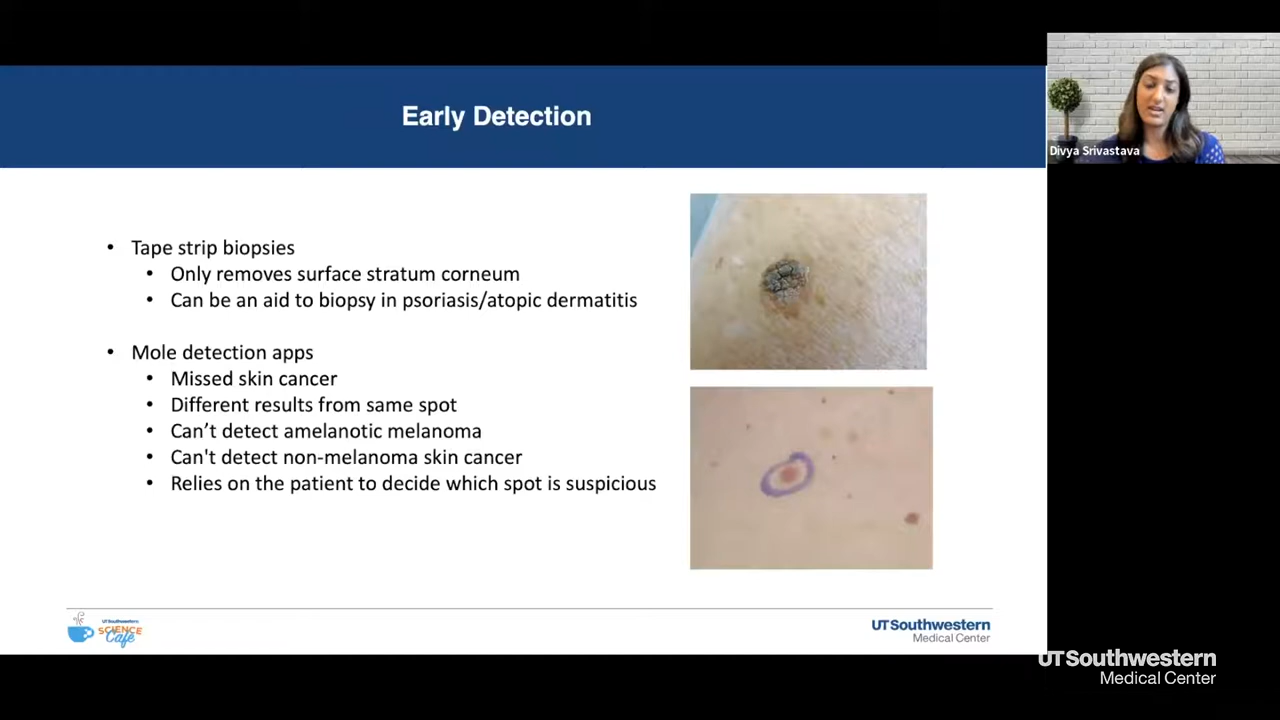 Early Detection
Divya Srivastava
• Tape strip biopsies
• Only removes surface stratum corneum
• Can be an aid to biopsy in psoriasis/atopic dermatitis
• Mole detection apps
• Missed skin cancer
• Different results from same spot
• Can’t detect amelanotic melanoma
• Can't detect non-melanoma skin cancer
• Relies on the patient to decide which spot is suspicious
UTSouthwestern
SCIENCE
Café
UTSouthwestern
Medical Center
UTSouthwestern
Medical Center